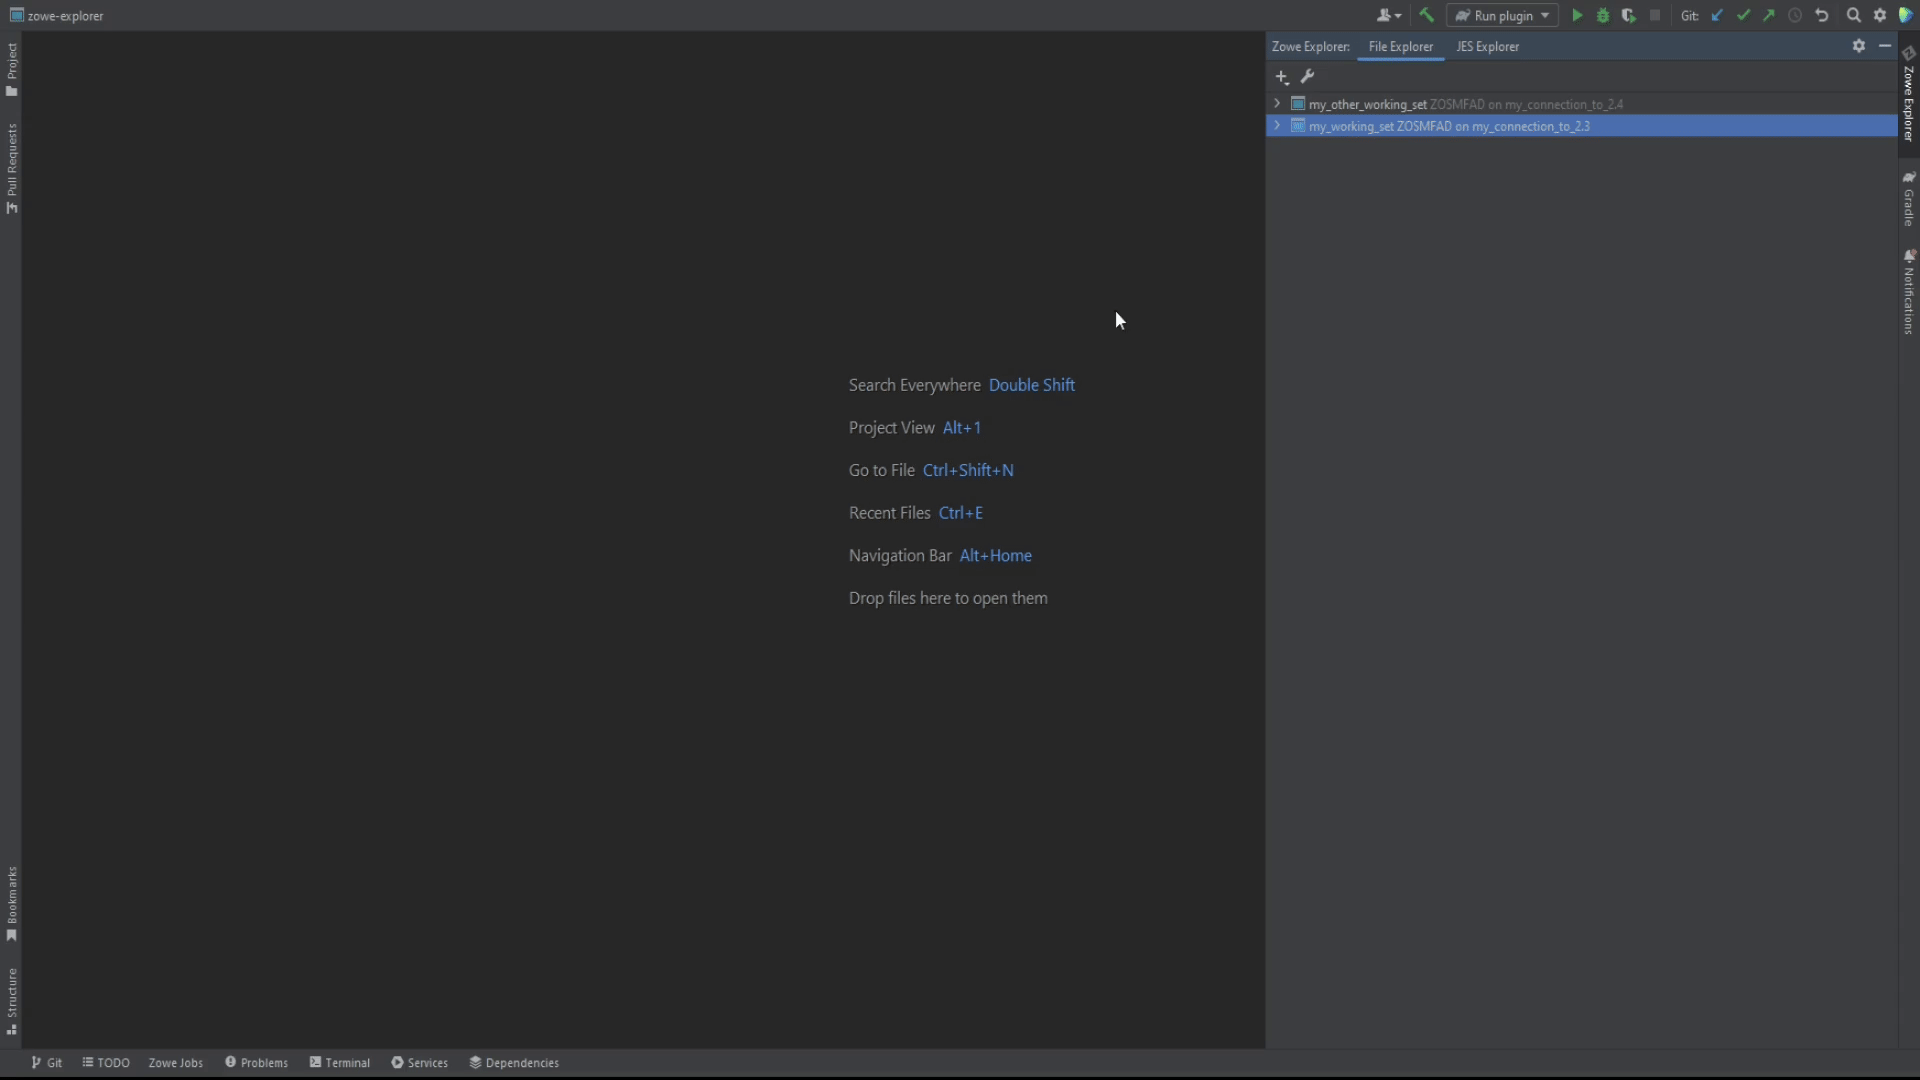 zowe-explorer
Run plugin
Git:
Project
Pull Requests
Bookmarks
Structure
Search Everywhere Double Shift
Project View Alt+1
Go to File Ctrl+Shift+N
Recent Files Ctrl+E
Navigation Bar Alt+Home
Drop files here to open them
Zowe Explorer: File Explorer JES Explorer
my_other_working_set ZOSMFAD on my_connection_to_2.4
my_working_set ZOSMFAD on my_connection_to_2.3
Zowe Explorer
Gradle
Notifications
Git TODO Zowe Jobs Problems Terminal Services Dependencies